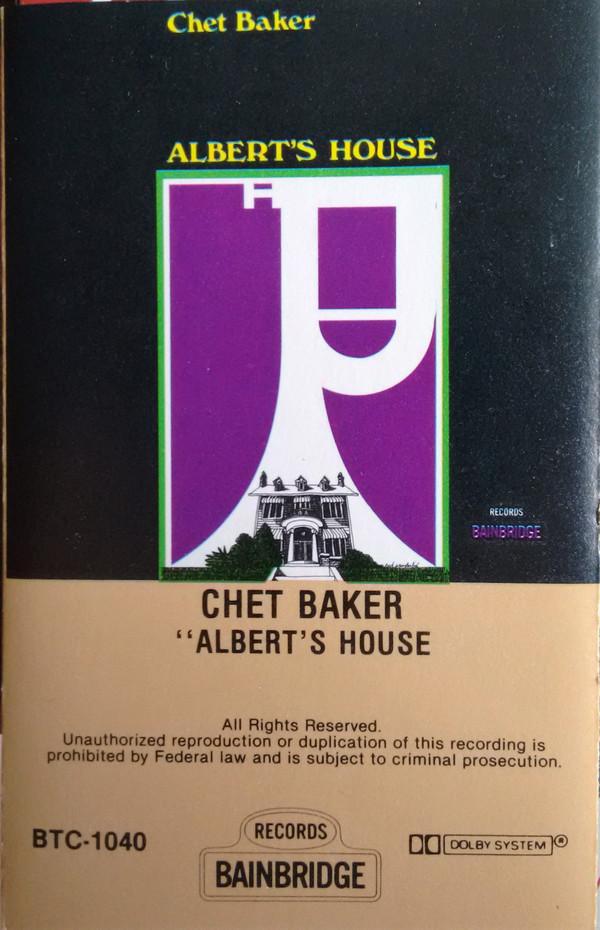 Chet Baker
ALBERT'S HOUSE
RECORDS
BAINBRIDGE
CHET BAKER
‘‘ALBERT'S HOUSE
All Rights Reserved.
Unauthorized reproduction or duplication of this recording is
prohibited by Federal law and is subject to criminal prosecution.
BTC-1040
RECORDS
BAINBRIDGE
DOLBY SYSTEM®